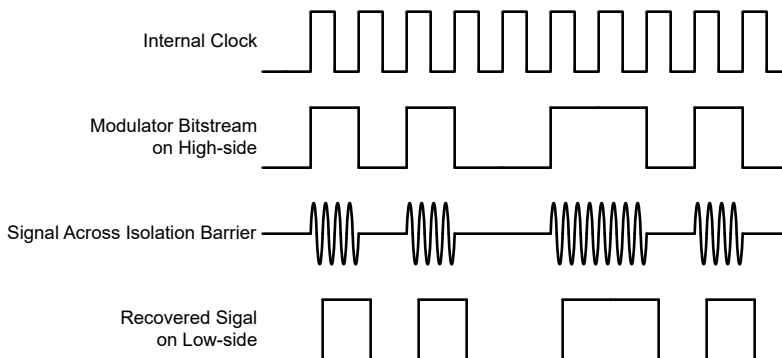 Internal Clock
Modulator Bitstream
on High-side
Signal Across Isolation Barrier
Recovered Sigal
on Low-side